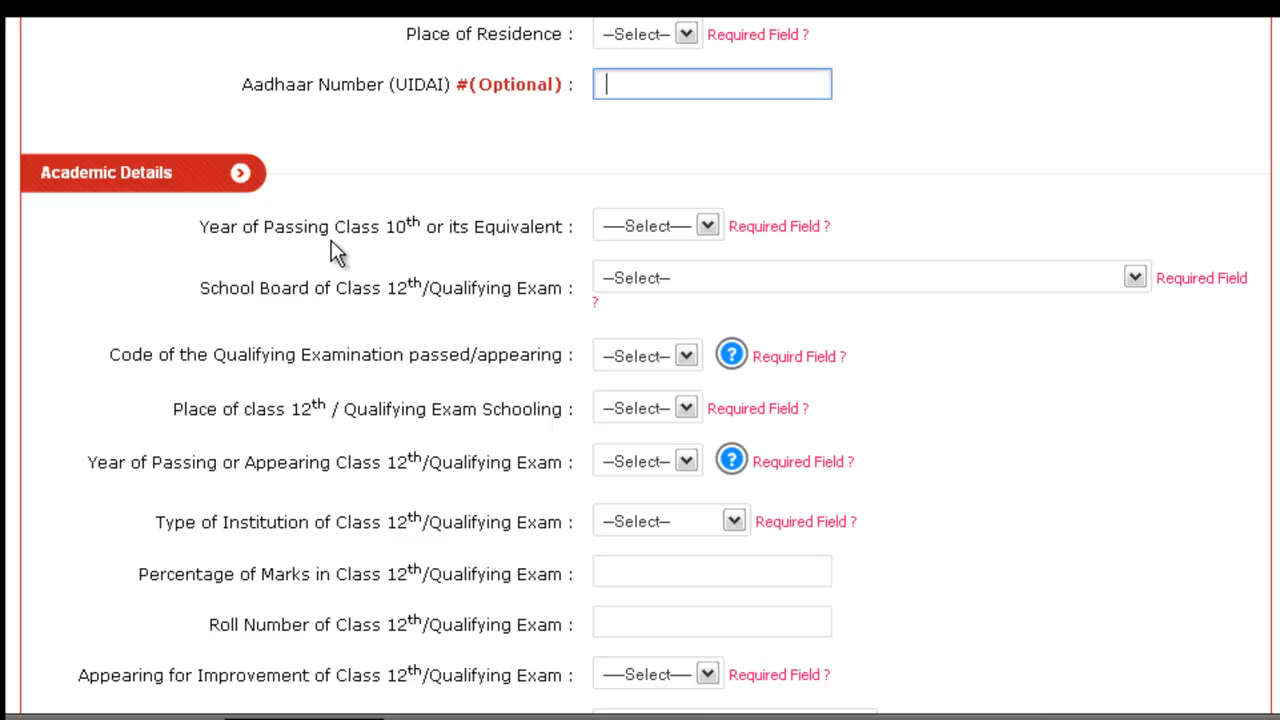 Place of Residence : --Select-- Required Field ?
Aadhaar Number (UIDAI) #(Optional) :
Academic Details
Year of Passing Class 10th or its Equivalent : ----Select---- Required Field ?
School Board of Class 12th/Qualifying Exam : --Select-- Required Field
?
Code of the Qualifying Examination passed/appearing : --Select-- ? Requird Field ?
Place of class 12th / Qualifying Exam Schooling : --Select-- Required Field ?
Year of Passing or Appearing Class 12th/Qualifying Exam : --Select-- ? Required Field ?
Type of Institution of Class 12th/Qualifying Exam : --Select-- Required Field ?
Percentage of Marks in Class 12th/Qualifying Exam :
Roll Number of Class 12th/Qualifying Exam :
Appearing for Improvement of Class 12th/Qualifying Exam : ----Select---- Required Field ?